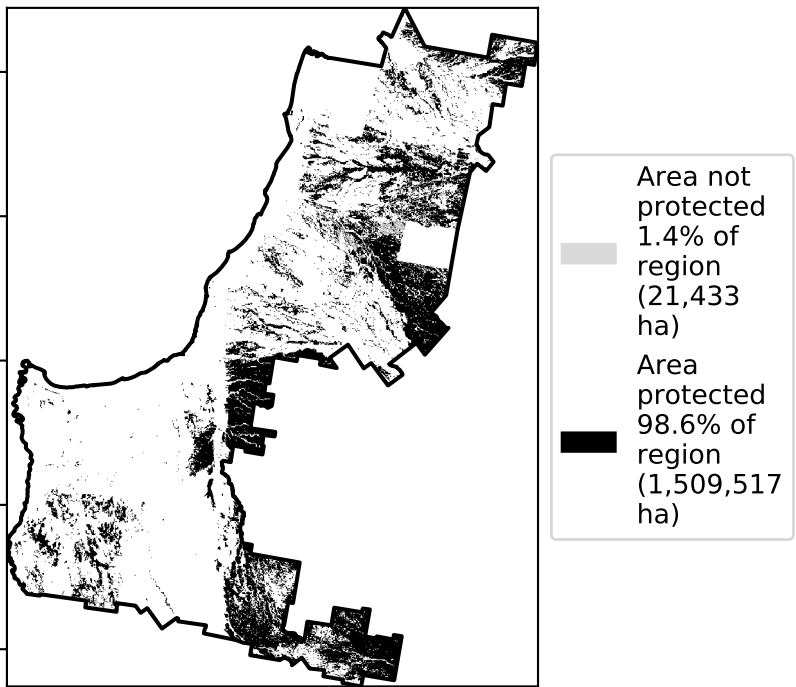 Area not
protected
1.4% of
region
(21,433
ha)
Area
protected
98.6% of
region
(1,509,517
ha)